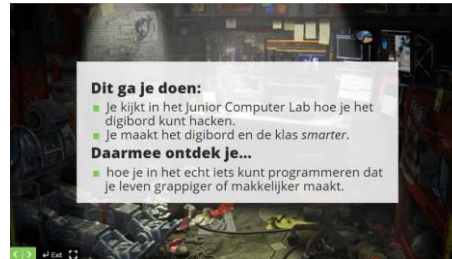 Dit ga je doen:
Je kijkt in het Junior Computer Lab hoe je het
digibord kunt hacken.
Je maakt het digibord en de klas smarter.
Daarmee ontdek je...
hoe je in het echt iets kunt programmeren dat
je leven grappiger of makkelijker maakt.
Exit